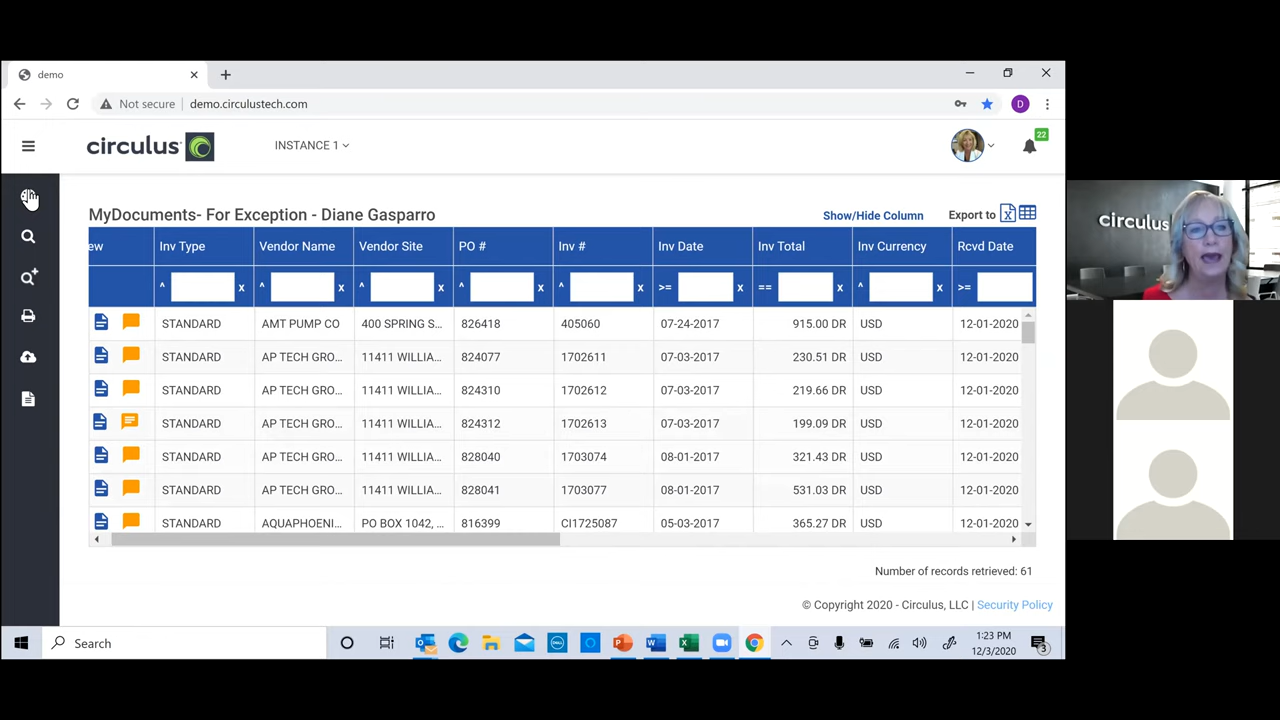 demo
Not secure demo.circulustech.com D
circulus INSTANCE 1 22
circulus
MyDocuments- For Exception - Diane Gasparro Show/Hide Column Export to
ew Inv Type Vendor Name Vendor Site PO # Inv # Inv Date Inv Total Inv Currency Rcvd Date
^ x ^ x ^ x ^ x ^ x >= x == x ^ x >=
STANDARD AMT PUMP CO 400 SPRING S... 826418 405060 07-24-2017 915.00 DR USD 12-01-2020
STANDARD AP TECH GRO... 11411 WILLIA... 824077 1702611 07-03-2017 230.51 DR USD 12-01-2020
STANDARD AP TECH GRO... 11411 WILLIA... 824310 1702612 07-03-2017 219.66 DR USD 12-01-2020
STANDARD AP TECH GRO... 11411 WILLIA... 824312 1702613 07-03-2017 199.09 DR USD 12-01-2020
STANDARD AP TECH GRO... 11411 WILLIA... 828040 1703074 08-01-2017 321.43 DR USD 12-01-2020
STANDARD AP TECH GRO... 11411 WILLIA... 828041 1703077 08-01-2017 531.03 DR USD 12-01-2020
STANDARD AQUAPHOENI... PO BOX 1042, ... 816399 CI1725087 05-03-2017 365.27 DR USD 12-01-2020
Number of records retrieved: 61
© Copyright 2020 - Circulus, LLC | Security Policy
Search 1:23 PM
12/3/2020 3